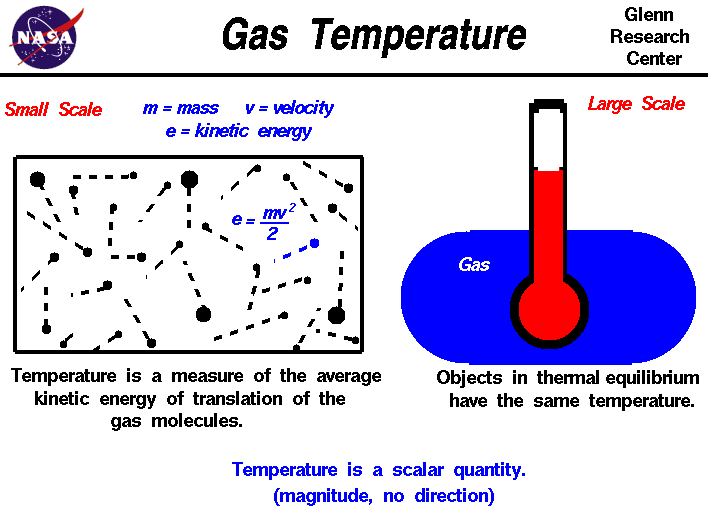 NASA
Gas Temperature
Glenn
Research
Center
Small Scale
m = mass v = velocity
e = kinetic energy
Large Scale
e = mv²
2
Gas
Temperature is a measure of the average
kinetic energy of translation of the
gas molecules.
Objects in thermal equilibrium
have the same temperature.
Temperature is a scalar quantity.
(magnitude, no direction)